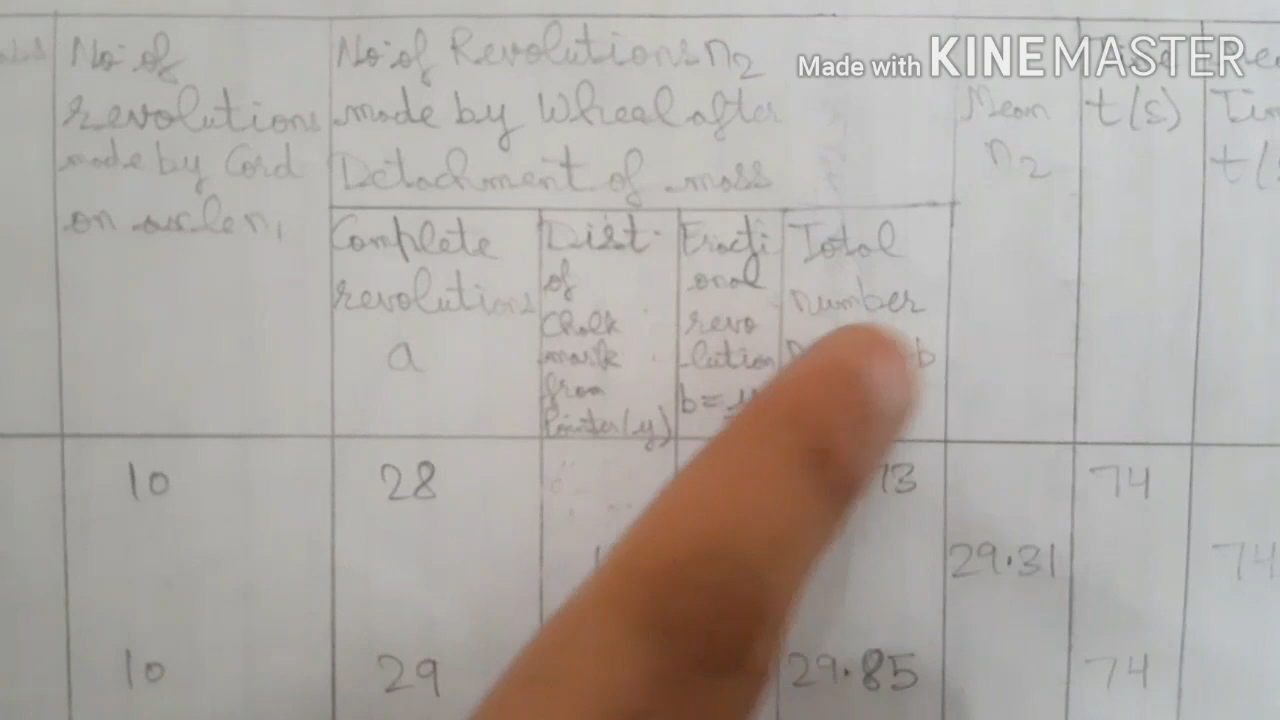 Made with KINEMASTER
No: of
revolutions
made by Cord
on axle n₁
No: of Revolutions n₂
made by Wheel after
Detachment of mass
Complete
revolutions
a
Dist.
of
Chalk
mark
from
Pointer (y)
Fracti
onal
revo
lution
b =
Total
number
b
Mean
n₂
t(s)
10
28
13
74
29.31
74
10
29
29.85
74